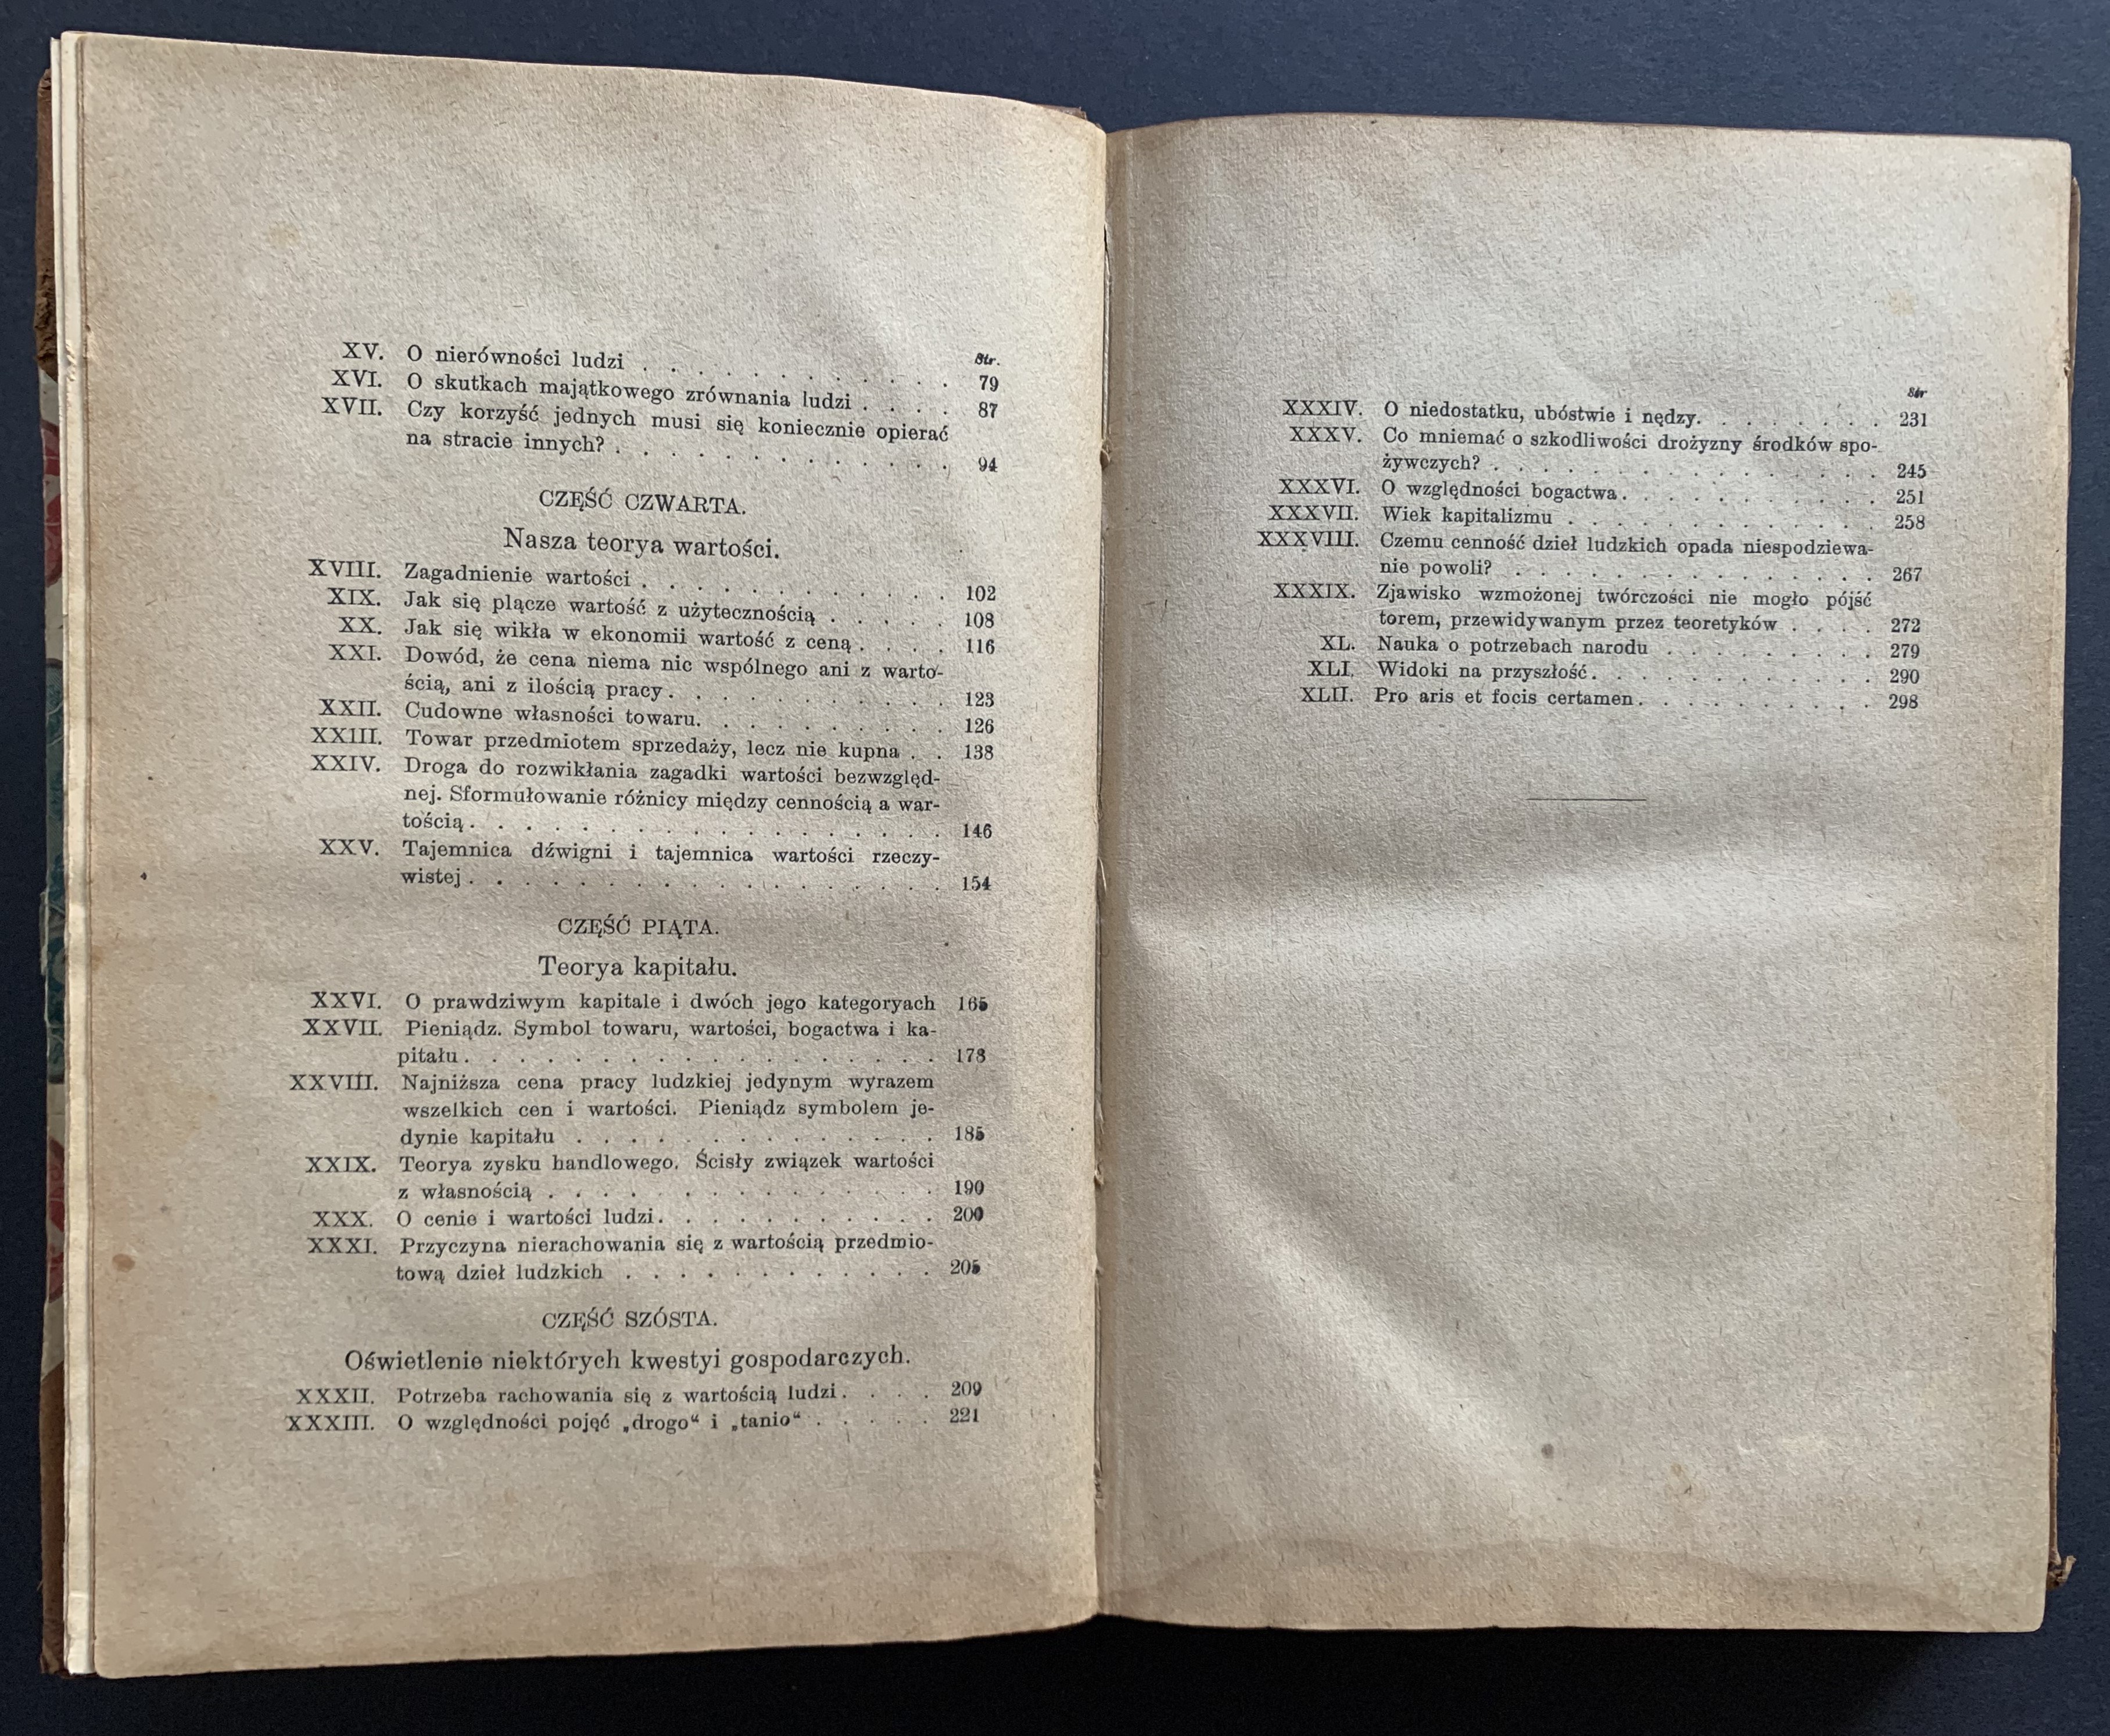 Str.
XV. O nierówności ludzi . . . . . . . . . . . . 79
XVI. O skutkach majątkowego zrównania ludzi . . . . 87
XVII. Czy korzyść jednych musi się koniecznie opierać
na stracie innych? . . . . . . . . . . . . 94
CZĘŚĆ CZWARTA.
Nasza teorya wartości.
XVIII. Zagadnienie wartości . . . . . . . . . . . . 102
XIX. Jak się plącze wartość z użytecznością . . . . . 108
XX. Jak się wikła w ekonomii wartość z ceną . . . . 116
XXI. Dowód, że cena niema nic wspólnego ani z warto-
ścią, ani z ilością pracy . . . . . . . . . . 123
XXII. Cudowne własności towaru. . . . . . . . . . 126
XXIII. Towar przedmiotem sprzedaży, lecz nie kupna . . 138
XXIV. Droga do rozwikłania zagadki wartości bezwzględ-
nej. Sformułowanie różnicy między cennością a war-
tością . . . . . . . . . . . . . . . . . . 146
XXV. Tajemnica dźwigni i tajemnica wartości rzeczy-
wistej . . . . . . . . . . . . . . . . . . 154
CZĘŚĆ PIĄTA.
Teorya kapitału.
XXVI. O prawdziwym kapitale i dwóch jego kategoryach 165
XXVII. Pieniądz. Symbol towaru, wartości, bogactwa i ka-
pitału . . . . . . . . . . . . . . . . . . 178
XXVIII. Najniższa cena pracy ludzkiej jedynym wyrazem
wszelkich cen i wartości. Pieniądz symbolem je-
dynie kapitału . . . . . . . . . . . . . . 185
XXIX. Teorya zysku handlowego. Ścisły związek wartości
z własnością . . . . . . . . . . . . . . . 190
XXX. O cenie i wartości ludzi. . . . . . . . . . . 200
XXXI. Przyczyna nierachowania się z wartością przedmio-
tową dzieł ludzkich . . . . . . . . . . . . 205
CZĘŚĆ SZÓSTA.
Oświetlenie niektórych kwestyi gospodarczych.
XXXII. Potrzeba rachowania się z wartością ludzi . . . . 209
XXXIII. O względności pojęć „drogo“ i „tanio“ . . . . . 221
Str
XXXIV. O niedostatku, ubóstwie i nędzy. . . . . . . . 231
XXXV. Co mniemać o szkodliwości drożyzny środków spo-
żywczych? . . . . . . . . . . . . . . . 245
XXXVI. O względności bogactwa . . . . . . . . . . 251
XXXVII. Wiek kapitalizmu . . . . . . . . . . . . 258
XXXVIII. Czemu cenność dzieł ludzkich opada niespodziewa-
nie powoli? . . . . . . . . . . . . . . 267
XXXIX. Zjawisko wzmożonej twórczości nie mogło pójść
torem, przewidywanym przez teoretyków . . . . 272
XL. Nauka o potrzebach narodu . . . . . . . . . 279
XLI. Widoki na przyszłość. . . . . . . . . . . . 290
XLII. Pro aris et focis certamen . . . . . . . . . . 298